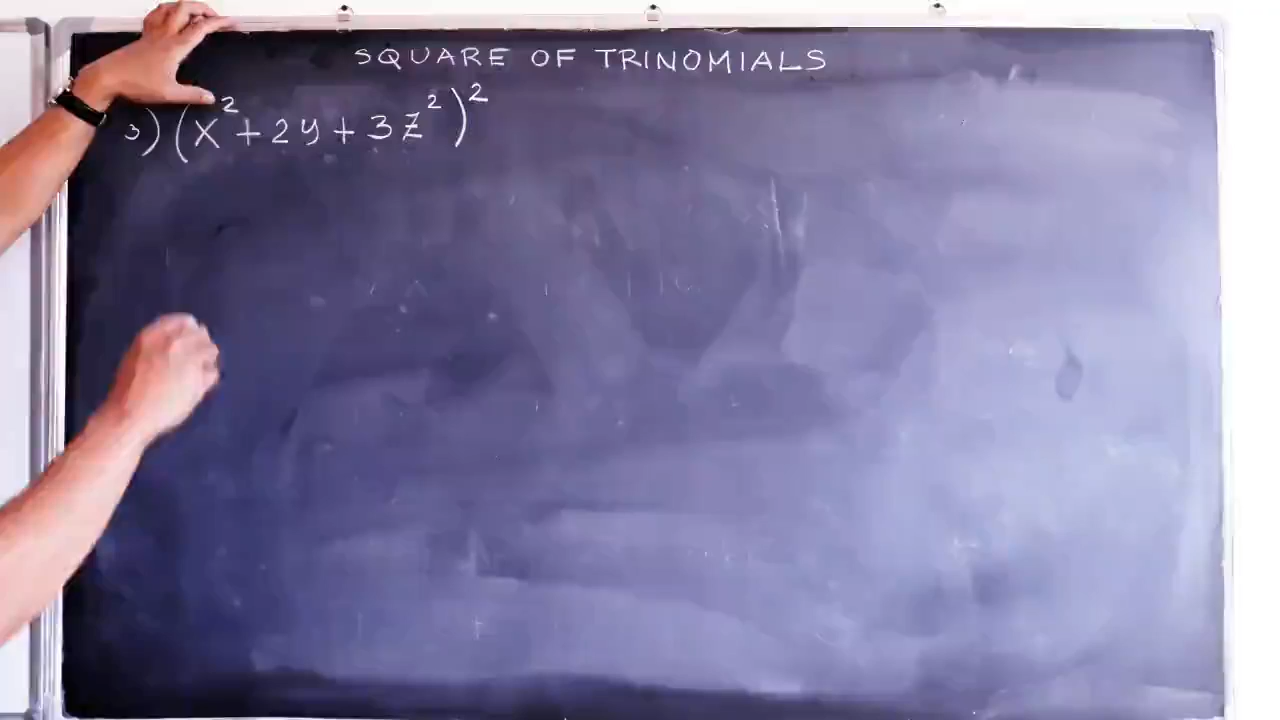 SQUARE OF TRINOMIALS
3) (x² + 2y + 3z²)²